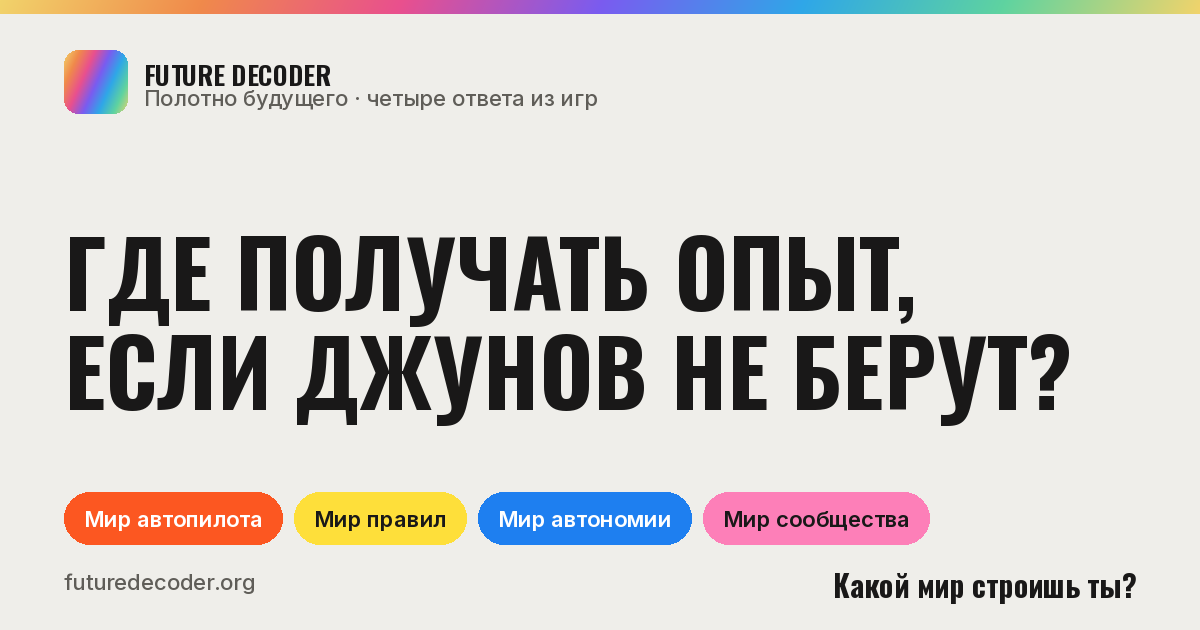 FUTURE DECODER
Полотно будущего · четыре ответа из игр
ГДЕ ПОЛУЧАТЬ ОПЫТ,
ЕСЛИ ДЖУНОВ НЕ БЕРУТ?
Мир автопилота
Мир правил
Мир автономии
Мир сообщества
futuredecoder.org
Какой мир строишь ты?